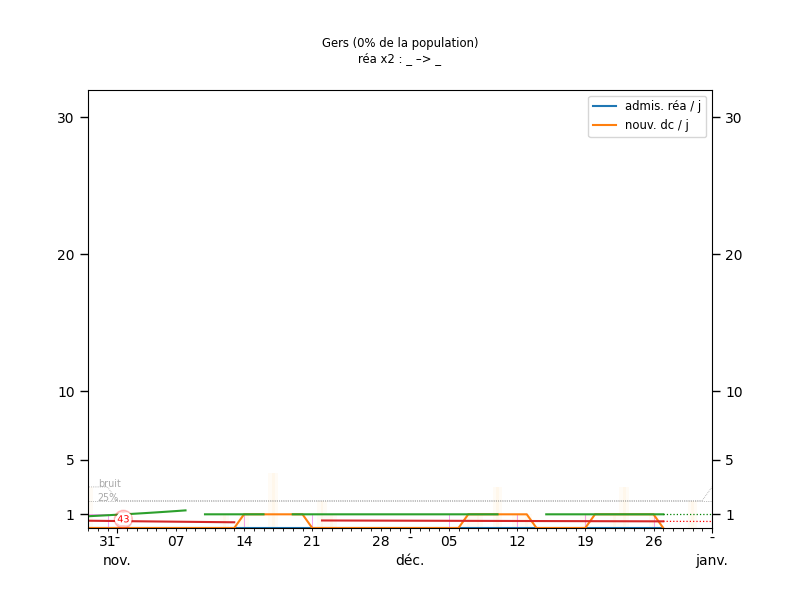 Gers (0% de la population)
réa x2 : _ –> _
admis. réa / j
nouv. dc / j
30
30
20
20
10
10
5
5
bruit
25%
1
43
1
31
07
14
21
28
05
12
19
26
nov.
déc.
janv.